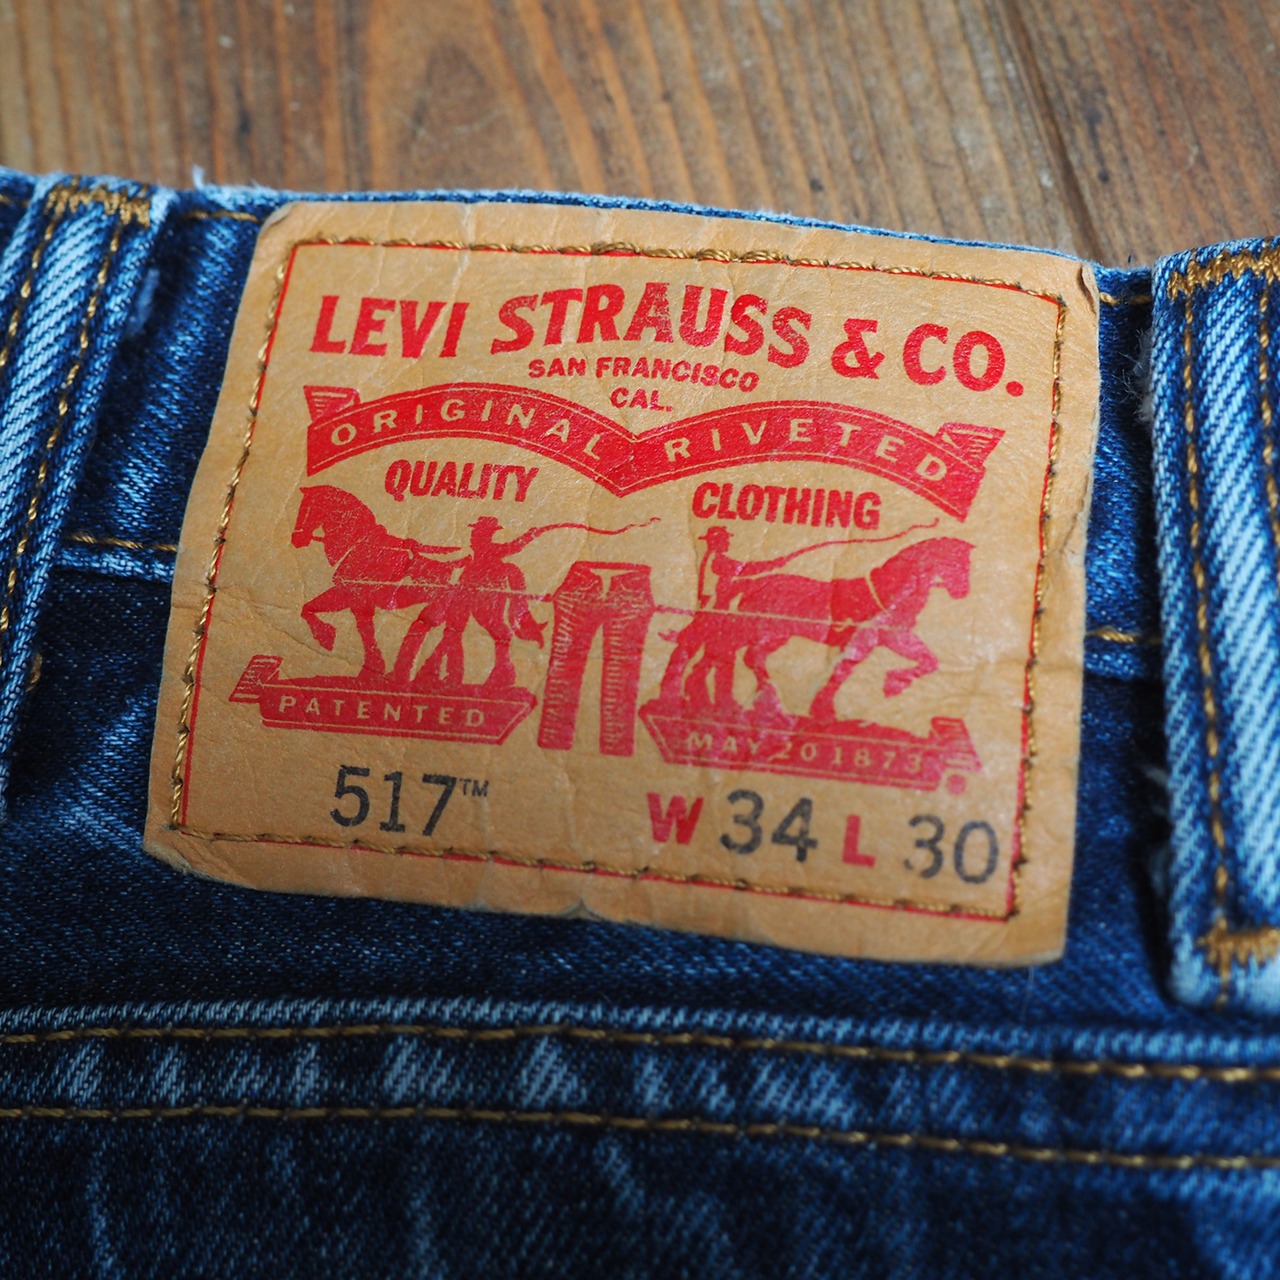 LEVI STRAUSS & CO.
SAN FRANCISCO
CAL.
ORIGINAL RIVETED
QUALITY CLOTHING
PATENTED MAY 20 1873
517™ W 34 L 30